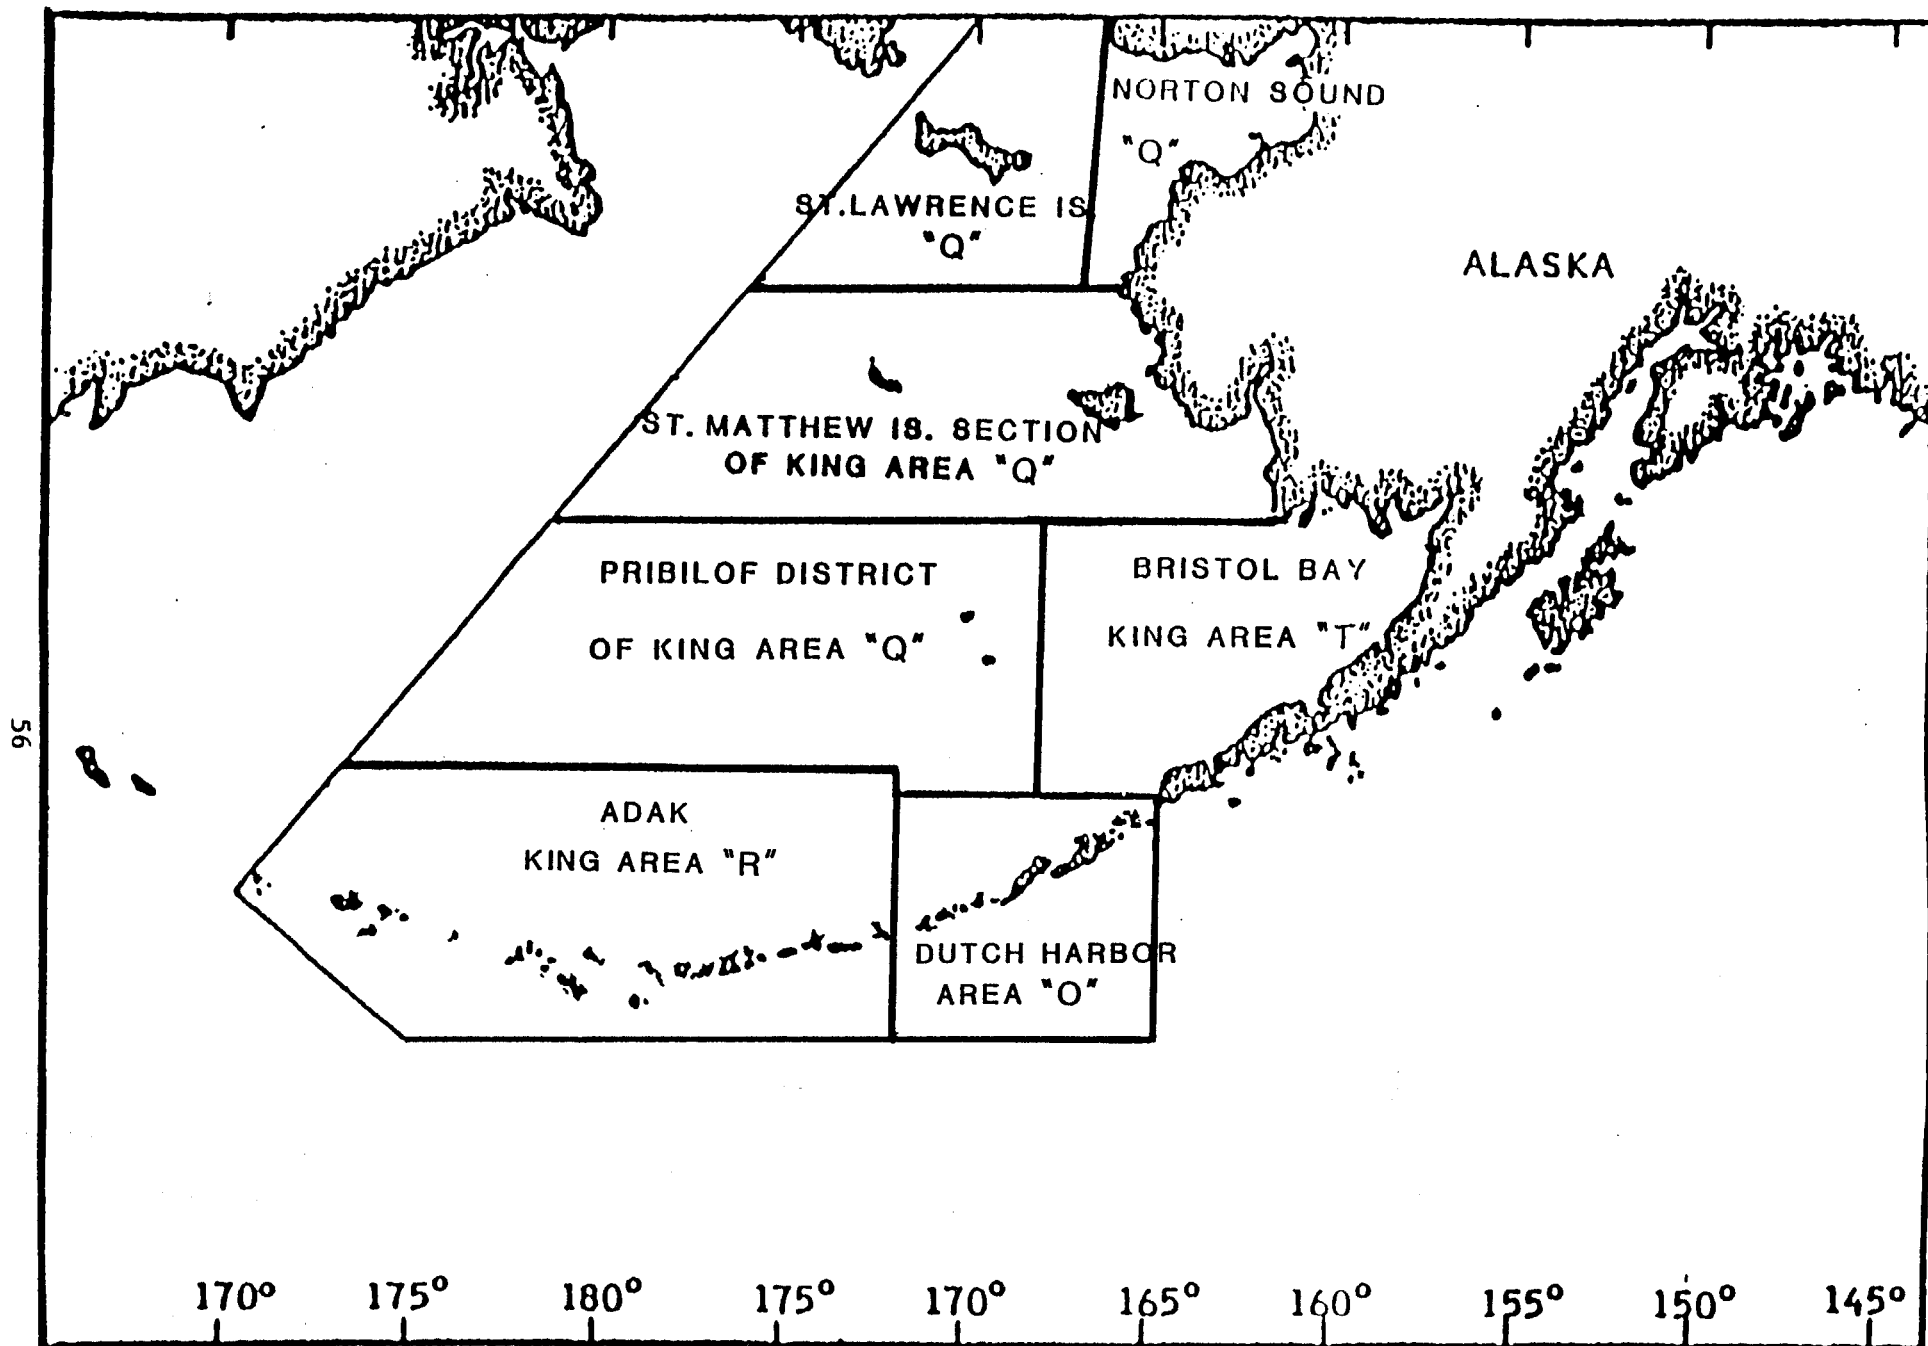 NORTON SOUND
"Q"
ST. LAWRENCE IS
"Q"
ALASKA
ST. MATTHEW IS. SECTION
OF KING AREA "Q"
PRIBILOF DISTRICT
OF KING AREA "Q"
BRISTOL BAY
KING AREA "T"
56
ADAK
KING AREA "R"
DUTCH HARBOR
AREA "O"
170° 175° 180° 175° 170° 165° 160° 155° 150° 145°